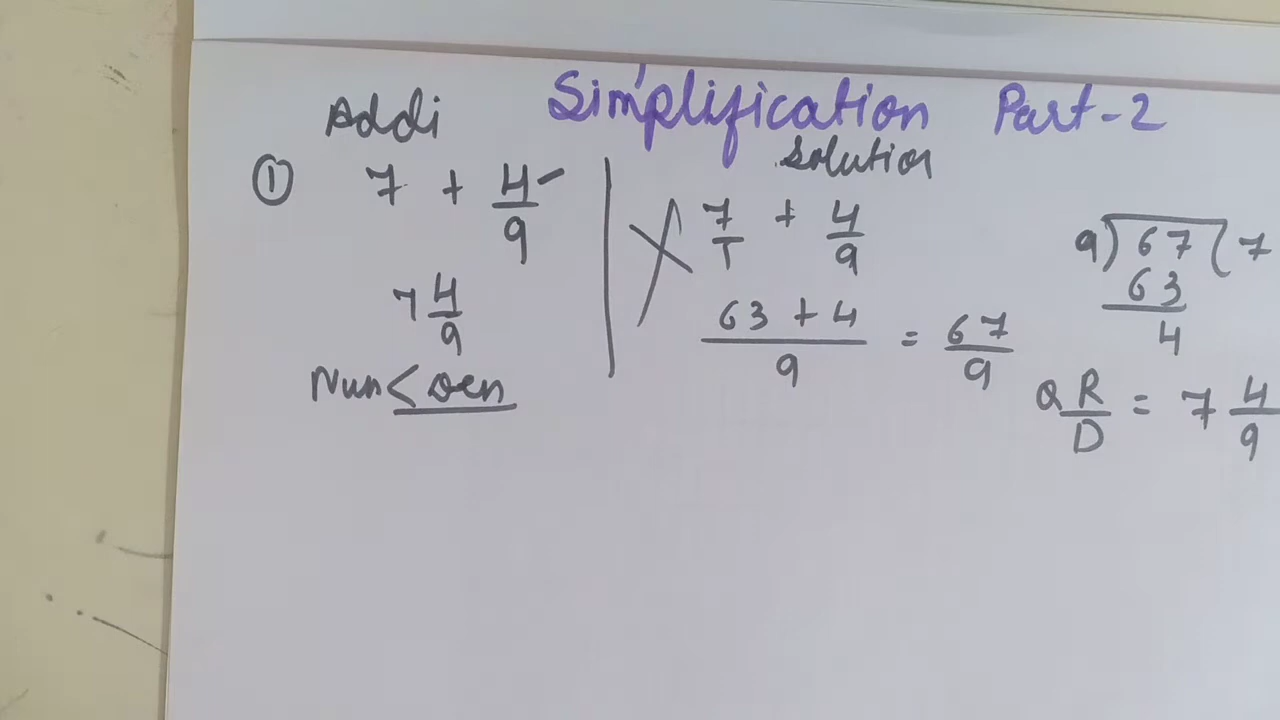 Simplification Part-2
Addi
Solution
① 7 + 4/9
7 4/9
Num < Den
7/1 + 4/9
63 + 4/9 = 67/9
9) 67 (7
63
4
Q R/D = 7 4/9